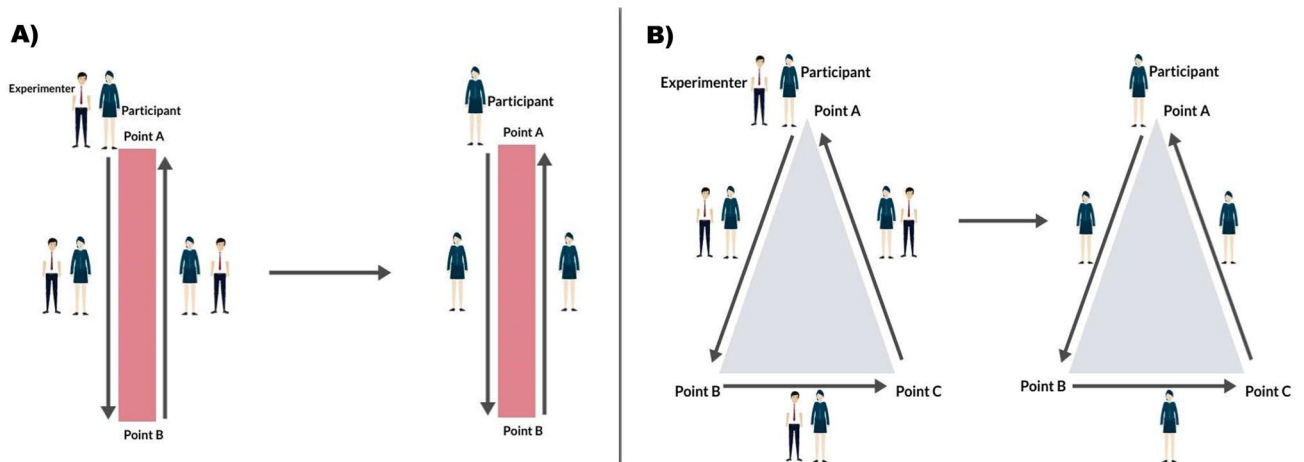 A)
Experimenter
Participant
Point A
Point B
Participant
Point A
Point B
B)
Experimenter
Participant
Point A
Point B
Point C
Participant
Point A
Point B
Point C